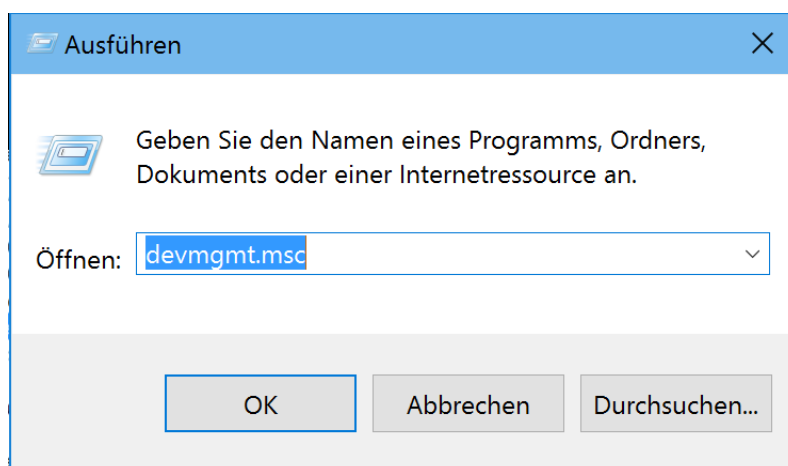 Ausführen
Geben Sie den Namen eines Programms, Ordners,
Dokuments oder einer Internetressource an.
Öffnen: devmgmt.msc
OK Abbrechen Durchsuchen...